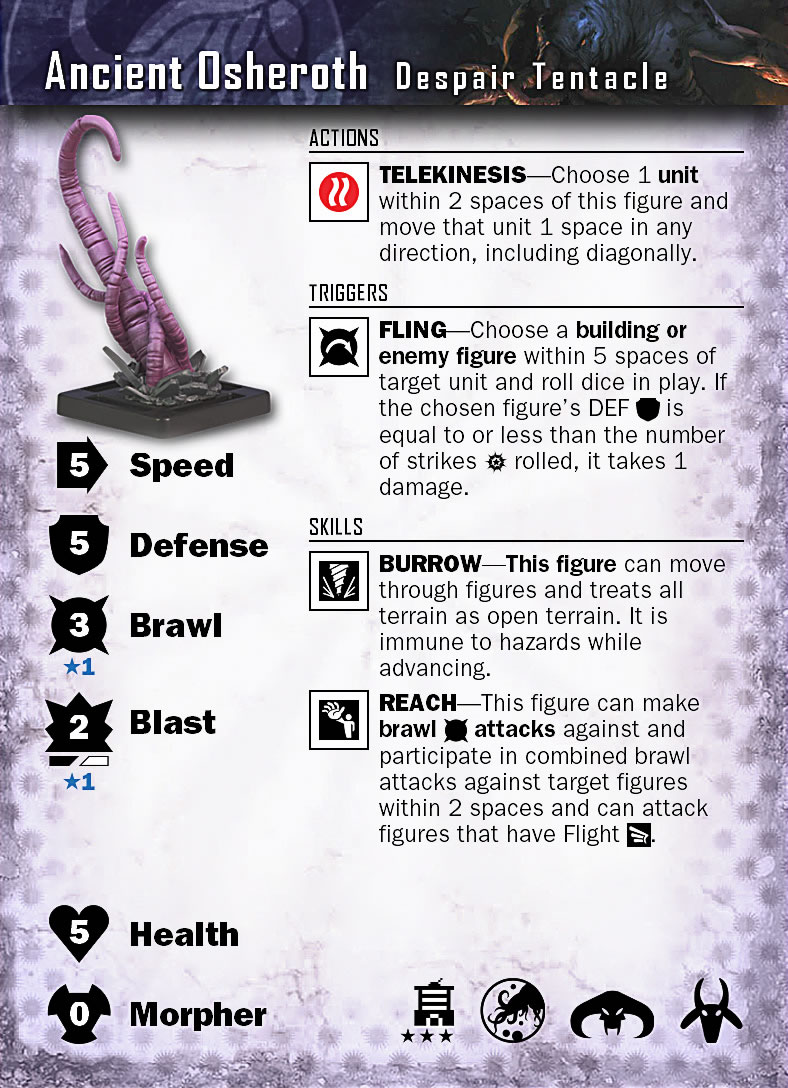 Ancient Osheroth Despair Tentacle
ACTIONS
TELEKINESIS—Choose 1 unit
within 2 spaces of this figure and
move that unit 1 space in any
direction, including diagonally.
TRIGGERS
FLING—Choose a building or
enemy figure within 5 spaces of
target unit and roll dice in play. If
the chosen figure's DEF is
equal to or less than the number
of strikes rolled, it takes 1
damage.
SKILLS
BURROW—This figure can move
through figures and treats all
terrain as open terrain. It is
immune to hazards while
advancing.
REACH—This figure can make
brawl attacks against and
participate in combined brawl
attacks against target figures
within 2 spaces and can attack
figures that have Flight .
5 Speed
5 Defense
3 Brawl
★1
2 Blast
★1
5 Health
0 Morpher
★★★